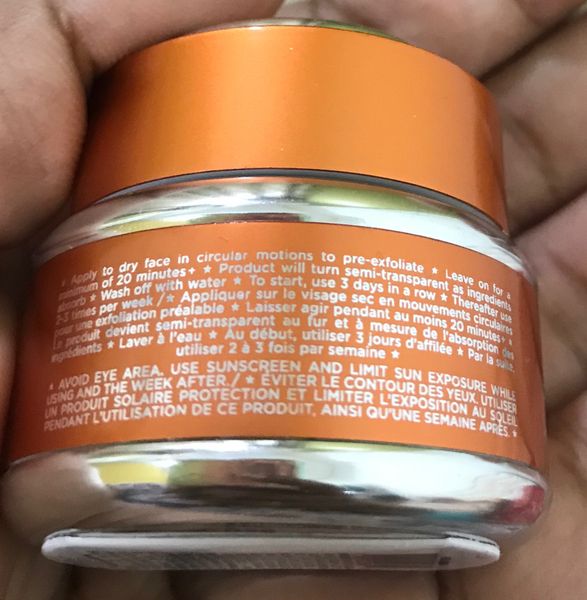 ★ Apply to dry face in circular motions to pre-exfoliate ★ Leave on for a
maximum of 20 minutes+ ★ Product will turn semi-transparent as ingredients
absorb ★ Wash off with water ★ To start, use 3 days in a row ★ Thereafter use
2-3 times per week / ★ Appliquer sur le visage sec en mouvements circulaires
pour une exfoliation préalable ★ Laisser agir pendant au moins 20 minutes+ ★
Le produit devient semi-transparent au fur et à mesure de l'absorption des
ingrédients ★ Laver à l'eau ★ Au début, utiliser 3 jours d'affilée ★ Par la suite,
utiliser 2 à 3 fois par semaine ★
★ AVOID EYE AREA. USE SUNSCREEN AND LIMIT SUN EXPOSURE WHILE
USING AND THE WEEK AFTER./ ★ ÉVITER LE CONTOUR DES YEUX. UTILISER
UN PRODUIT SOLAIRE PROTECTION ET LIMITER L'EXPOSITION AU SOLEIL
PENDANT L'UTILISATION DE CE PRODUIT, AINSI QU'UNE SEMAINE APRÈS. ★